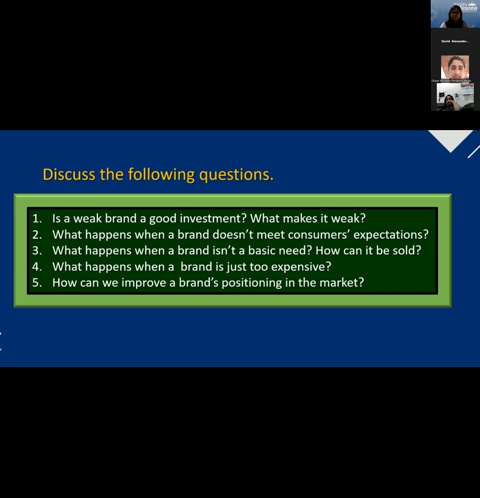 David Alexander...
Discuss the following questions.
1. Is a weak brand a good investment? What makes it weak?
2. What happens when a brand doesn't meet consumers' expectations?
3. What happens when a brand isn't a basic need? How can it be sold?
4. What happens when a brand is just too expensive?
5. How can we improve a brand's positioning in the market?